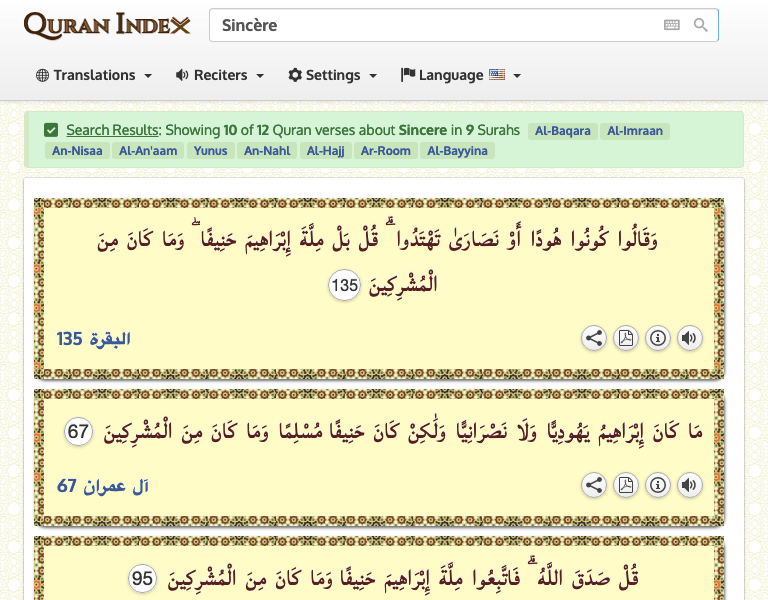 QURAN INDEX
Sincère
Translations Reciters Settings Language
Search Results: Showing 10 of 12 Quran verses about Sincere in 9 Surahs Al-Baqara Al-Imraan
An-Nisaa Al-An'aam Yunus An-Nahl Al-Hajj Ar-Room Al-Bayyina
وَقَالُوا كُونُوا هُودًا أَوْ نَصَارَىٰ تَهْتَدُوا ۗ قُلْ بَلْ مِلَّةَ إِبْرَاهِيمَ حَنِيفًا ۖ وَمَا كَانَ مِنَ
الْمُشْرِكِينَ 135
البقرة 135
مَا كَانَ إِبْرَاهِيمُ يَهُودِيًّا وَلَا نَصْرَانِيًّا وَلَٰكِنْ كَانَ حَنِيفًا مُسْلِمًا وَمَا كَانَ مِنَ الْمُشْرِكِينَ 67
آل عمران 67
قُلْ صَدَقَ اللَّهُ ۗ فَاتَّبِعُوا مِلَّةَ إِبْرَاهِيمَ حَنِيفًا وَمَا كَانَ مِنَ الْمُشْرِكِينَ 95